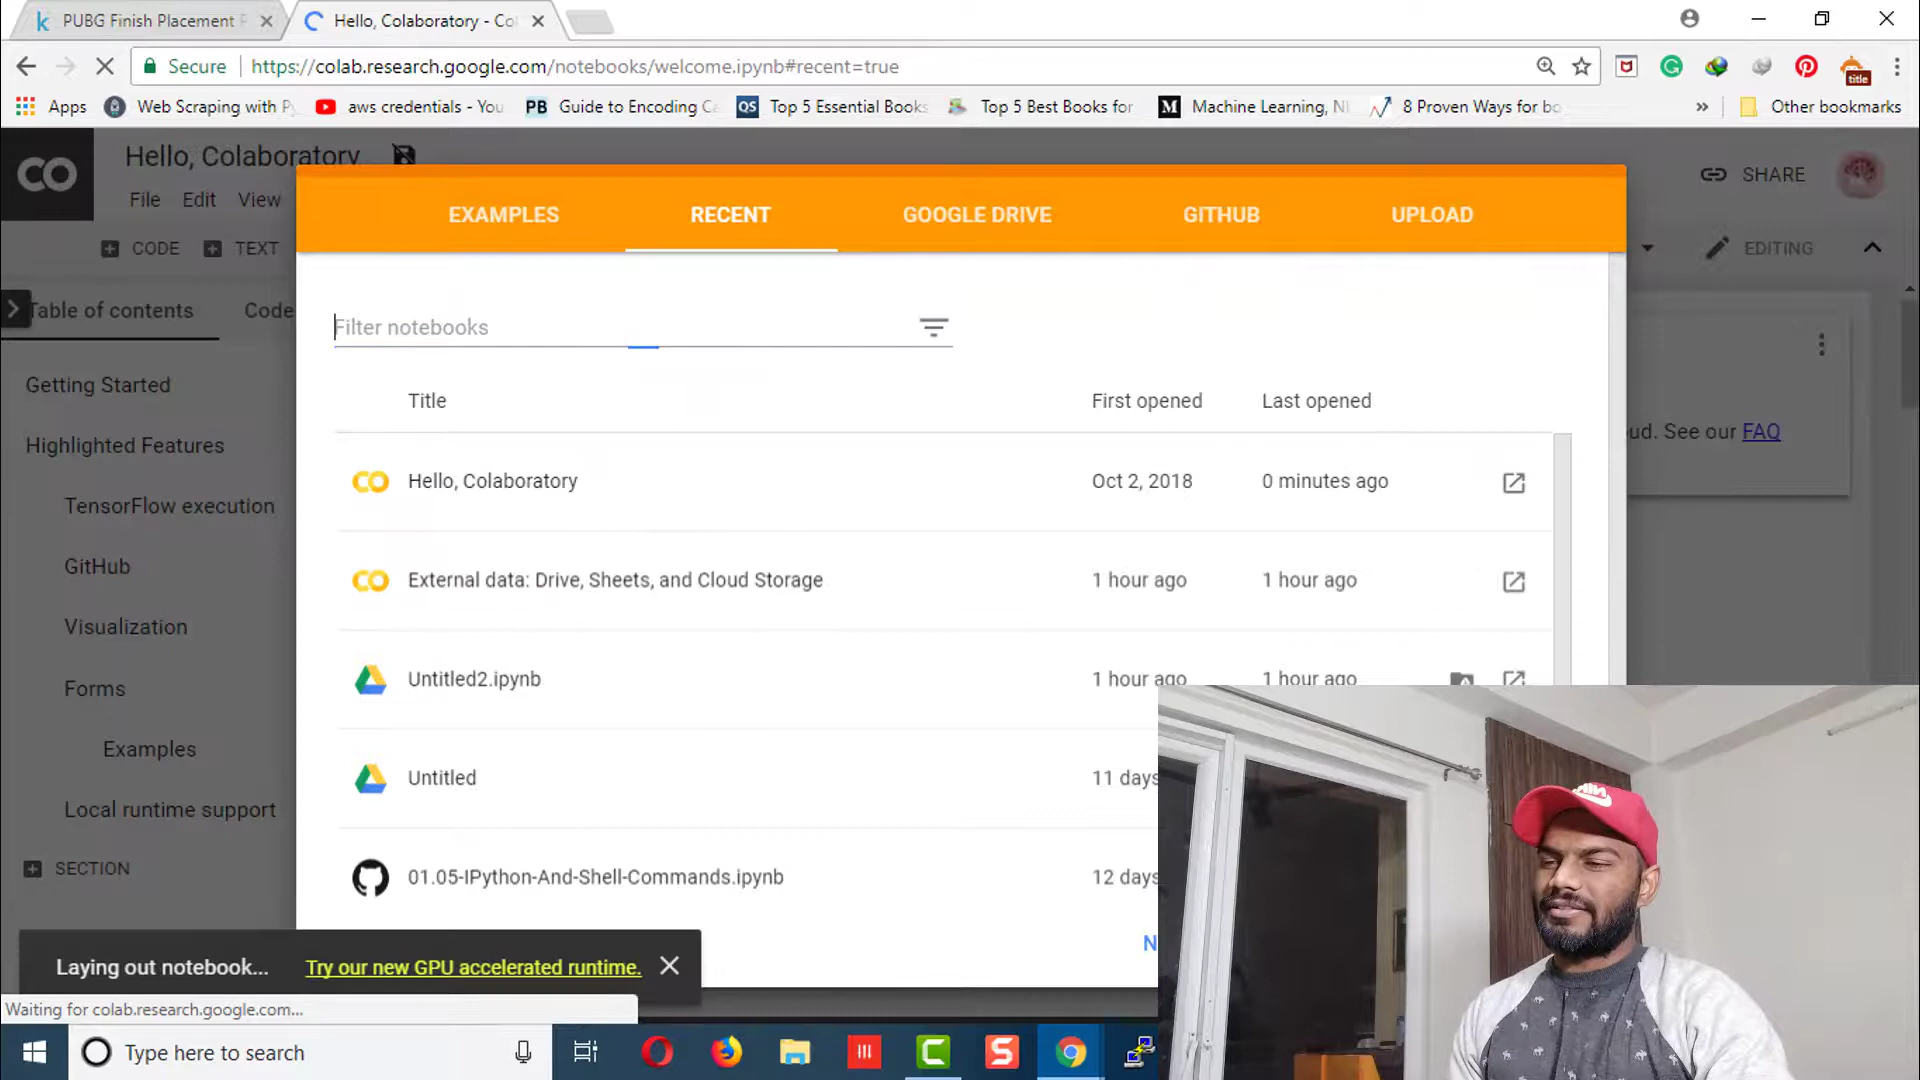 PUBG Finish Placement
Hello, Colaboratory - Co
Secure
https://colab.research.google.com/notebooks/welcome.ipynb#recent=true
title
Apps
Web Scraping with Py
aws credentials - You
PB Guide to Encoding Ca
QS Top 5 Essential Books
Top 5 Best Books for
M Machine Learning, Nl
8 Proven Ways for bo
»
Other bookmarks
CO
Hello, Colaboratory
SHARE
File Edit View
EXAMPLES RECENT GOOGLE DRIVE GITHUB UPLOAD
CODE TEXT
EDITING
Table of contents
Code
Filter notebooks
Getting Started
Title First opened Last opened
Highlighted Features
ud. See our FAQ
CO Hello, Colaboratory Oct 2, 2018 0 minutes ago
TensorFlow execution
GitHub
CO External data: Drive, Sheets, and Cloud Storage 1 hour ago 1 hour ago
Visualization
Forms
Untitled2.ipynb 1 hour ago 1 hour ago
Examples
Untitled 11 days
Local runtime support
SECTION
01.05-IPython-And-Shell-Commands.ipynb 12 days
N
Laying out notebook... Try our new GPU accelerated runtime.
Waiting for colab.research.google.com...
Type here to search